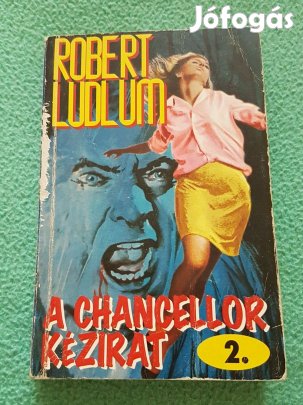 Jófogás
ROBERT
LUDLUM
A CHANCELLOR
KÉZIRAT
2.